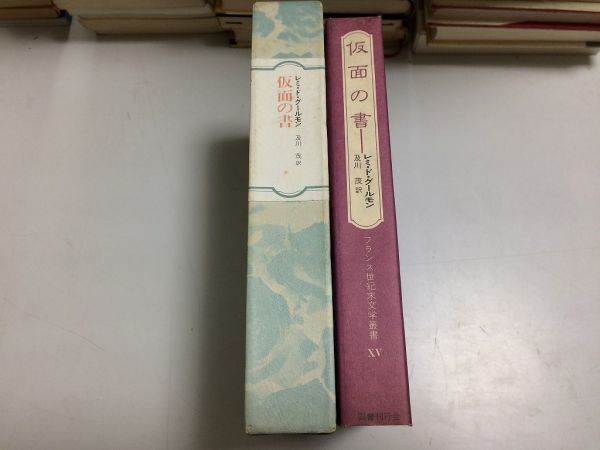 レミ・ド・グールモン
仮面の書
及川 茂訳
仮面の書
レミ・ド・グールモン
及川 茂訳
フランス世紀末文学叢書
XV
国書刊行会